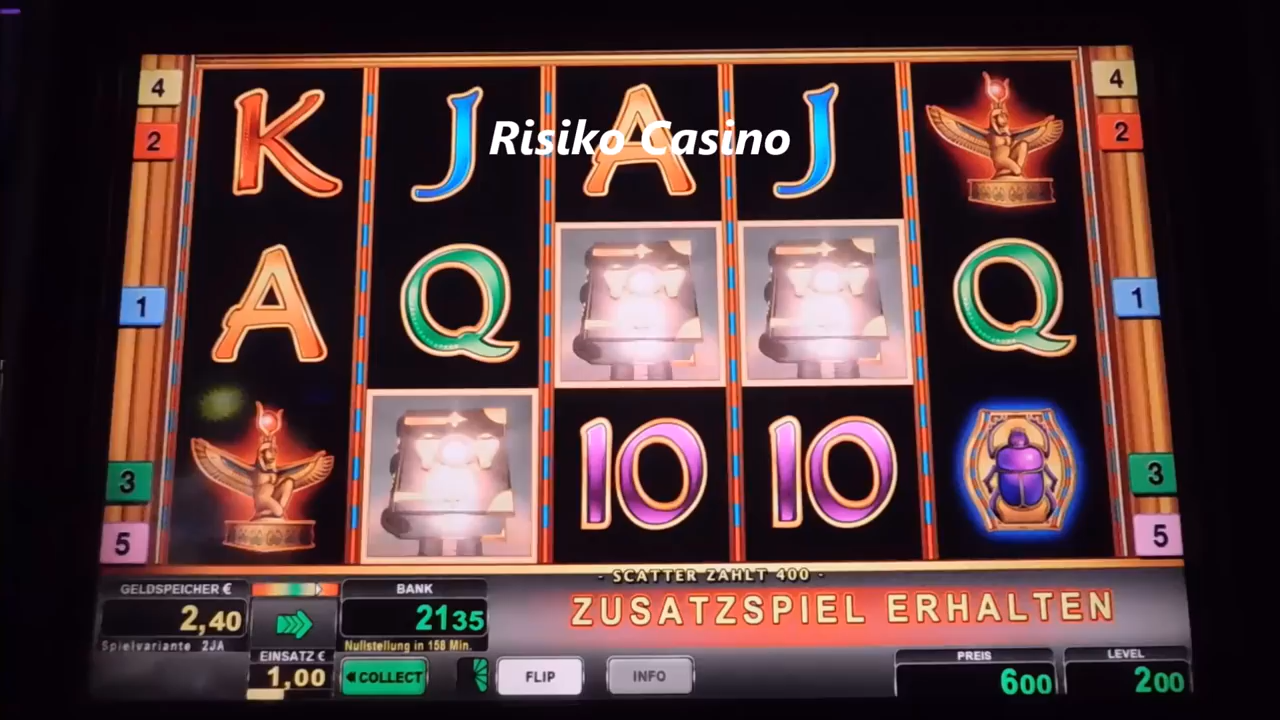 4
4
2
2
K
J
A
J
Risiko Casino
1
1
A
Q
Q
3
3
10
10
5
5
- SCATTER ZAHLT 400 -
ZUSATZSPIEL ERHALTEN
GELDSPEICHER €
2,40
Spielvariante 2JA
BANK
2135
Nullstellung in 158 Min.
EINSATZ €
1,00
COLLECT
FLIP
INFO
PREIS
600
LEVEL
200